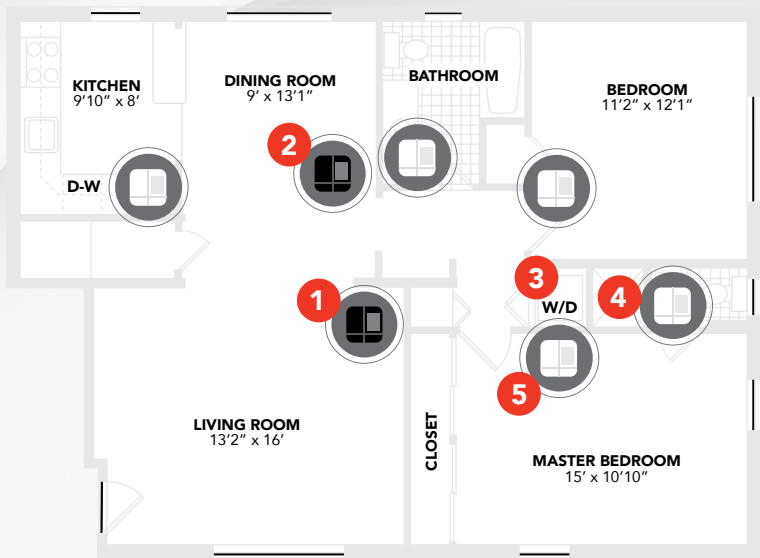 KITCHEN
9'10" x 8'
DINING ROOM
9' x 13'1"
BATHROOM
BEDROOM
11'2" x 12'1"
2
D-W
3
W/D
4
1
5
LIVING ROOM
13'2" x 16'
CLOSET
MASTER BEDROOM
15' x 10'10"